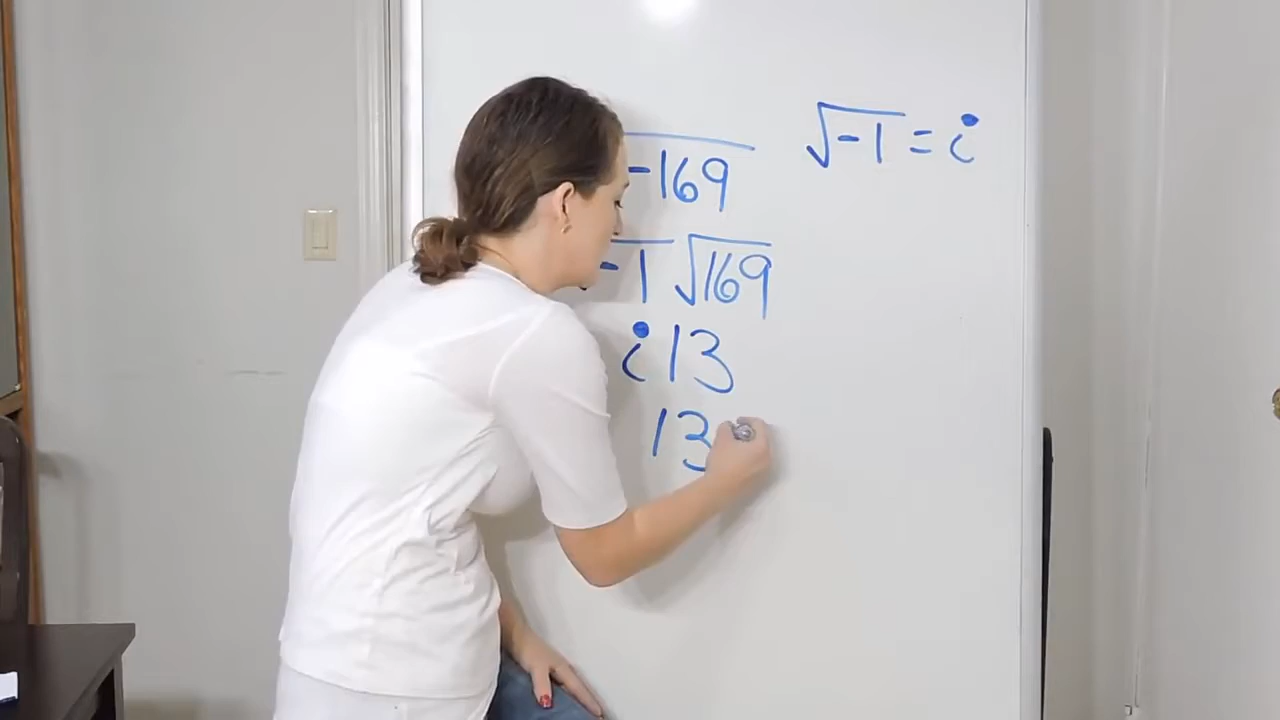 √-1 = i
-169
-1 √169
i 13
13